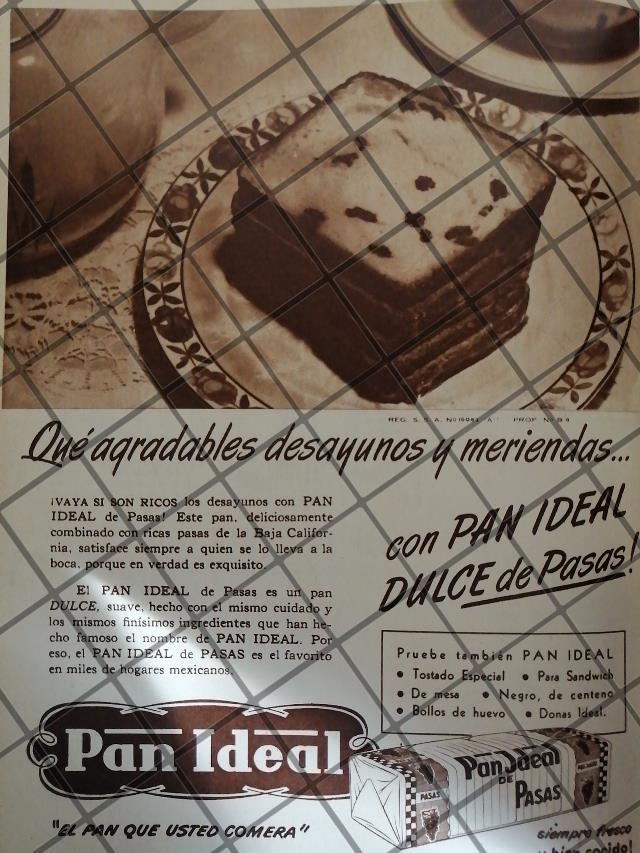 REG. S. S. A. No PROP.
Qué agradables desayunos y meriendas...
con PAN IDEAL
DULCE de Pasas!
¡VAYA SI SON RICOS los desayunos con PAN
IDEAL de Pasas! Este pan, deliciosamente
combinado con ricas pasas de la Baja Califor-
nia, satisface siempre a quien se lo lleva a la
boca, porque en verdad es exquisito.
El PAN IDEAL de Pasas es un pan
DULCE, suave, hecho con el mismo cuidado y
los mismos finísimos ingredientes que han he-
cho famoso el nombre de PAN IDEAL. Por
eso, el PAN IDEAL de PASAS es el favorito
en miles de hogares mexicanos.
Pruebe también PAN IDEAL
• Tostado Especial • Para Sandwich
• De mesa • Negro, de centeno
• Bollos de huevo • Donas Ideal.
Pan Ideal
"EL PAN QUE USTED COMERA"
Pan Ideal
DE
PASAS
PASAS
siempre fresco
y bien cocido!